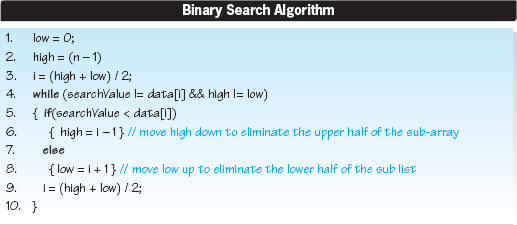 Binary Search Algorithm
1. low = 0;
2. high = (n – 1)
3. i = (high + low) / 2;
4. while (searchValue != data[i] && high != low)
5. { if(searchValue < data[i])
6. { high = i – 1 } // move high down to eliminate the upper half of the sub-array
7. else
8. { low = i + 1 } // move low up to eliminate the lower half of the sub list
9. i = (high + low) / 2;
10. }